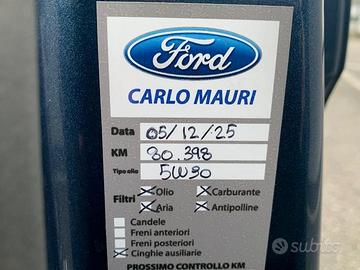 Ford
CARLO MAURI
Data 05/12/25
KM 80.398
Tipo olio 5W30
Filtri Olio Carburante
Aria Antipolline
Candele
Freni anteriori
Freni posteriori
Cinghie ausiliarie
PROSSIMO CONTROLLO KM
subito